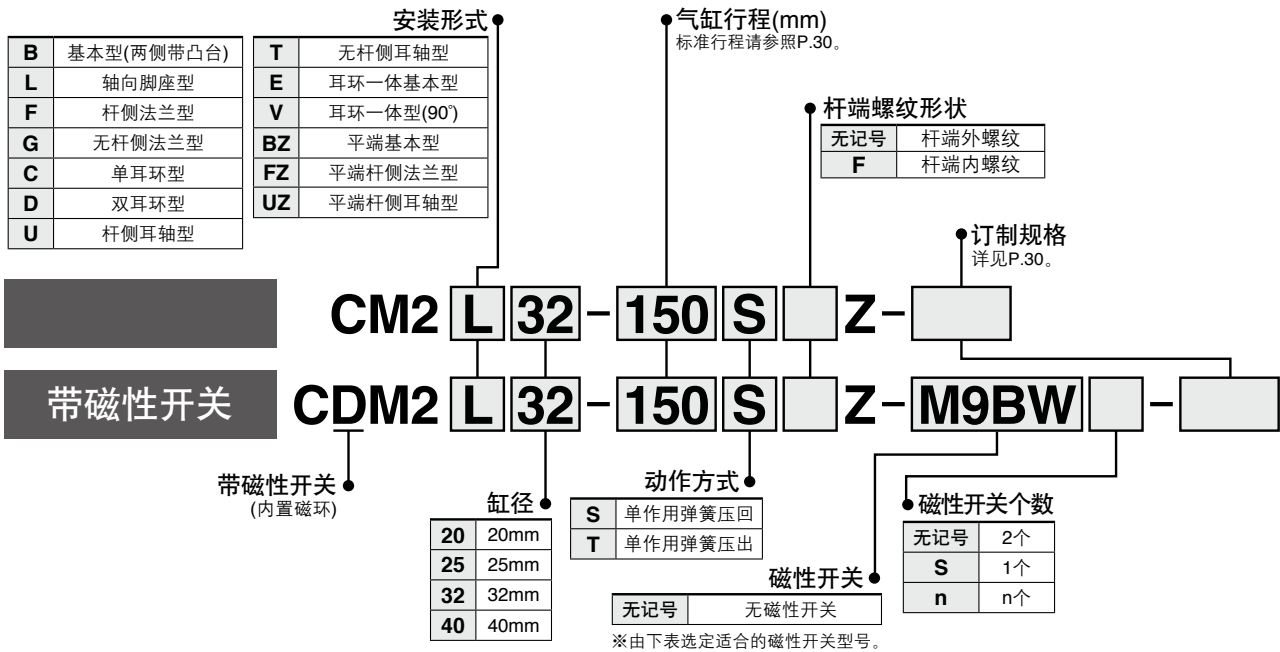 安装形式
B 基本型(两侧带凸台)
L 轴向脚座型
F 杆侧法兰型
G 无杆侧法兰型
C 单耳环型
D 双耳环型
U 杆侧耳轴型
T 无杆侧耳轴型
E 耳环一体基本型
V 耳环一体型(90°)
BZ 平端基本型
FZ 平端杆侧法兰型
UZ 平端杆侧耳轴型
气缸行程(mm)
标准行程请参照P.30。
杆端螺纹形状
无记号 杆端外螺纹
F 杆端内螺纹
订制规格
详见P.30。
CM2 L 32-150 S Z-
带磁性开关 CDM2 L 32-150 S Z-M9BW -
带磁性开关
(内置磁环)
缸径
20 20mm
25 25mm
32 32mm
40 40mm
动作方式
S 单作用弹簧压回
T 单作用弹簧压出
磁性开关
无记号 无磁性开关
※由下表选定适合的磁性开关型号。
磁性开关个数
无记号 2个
S 1个
n n个